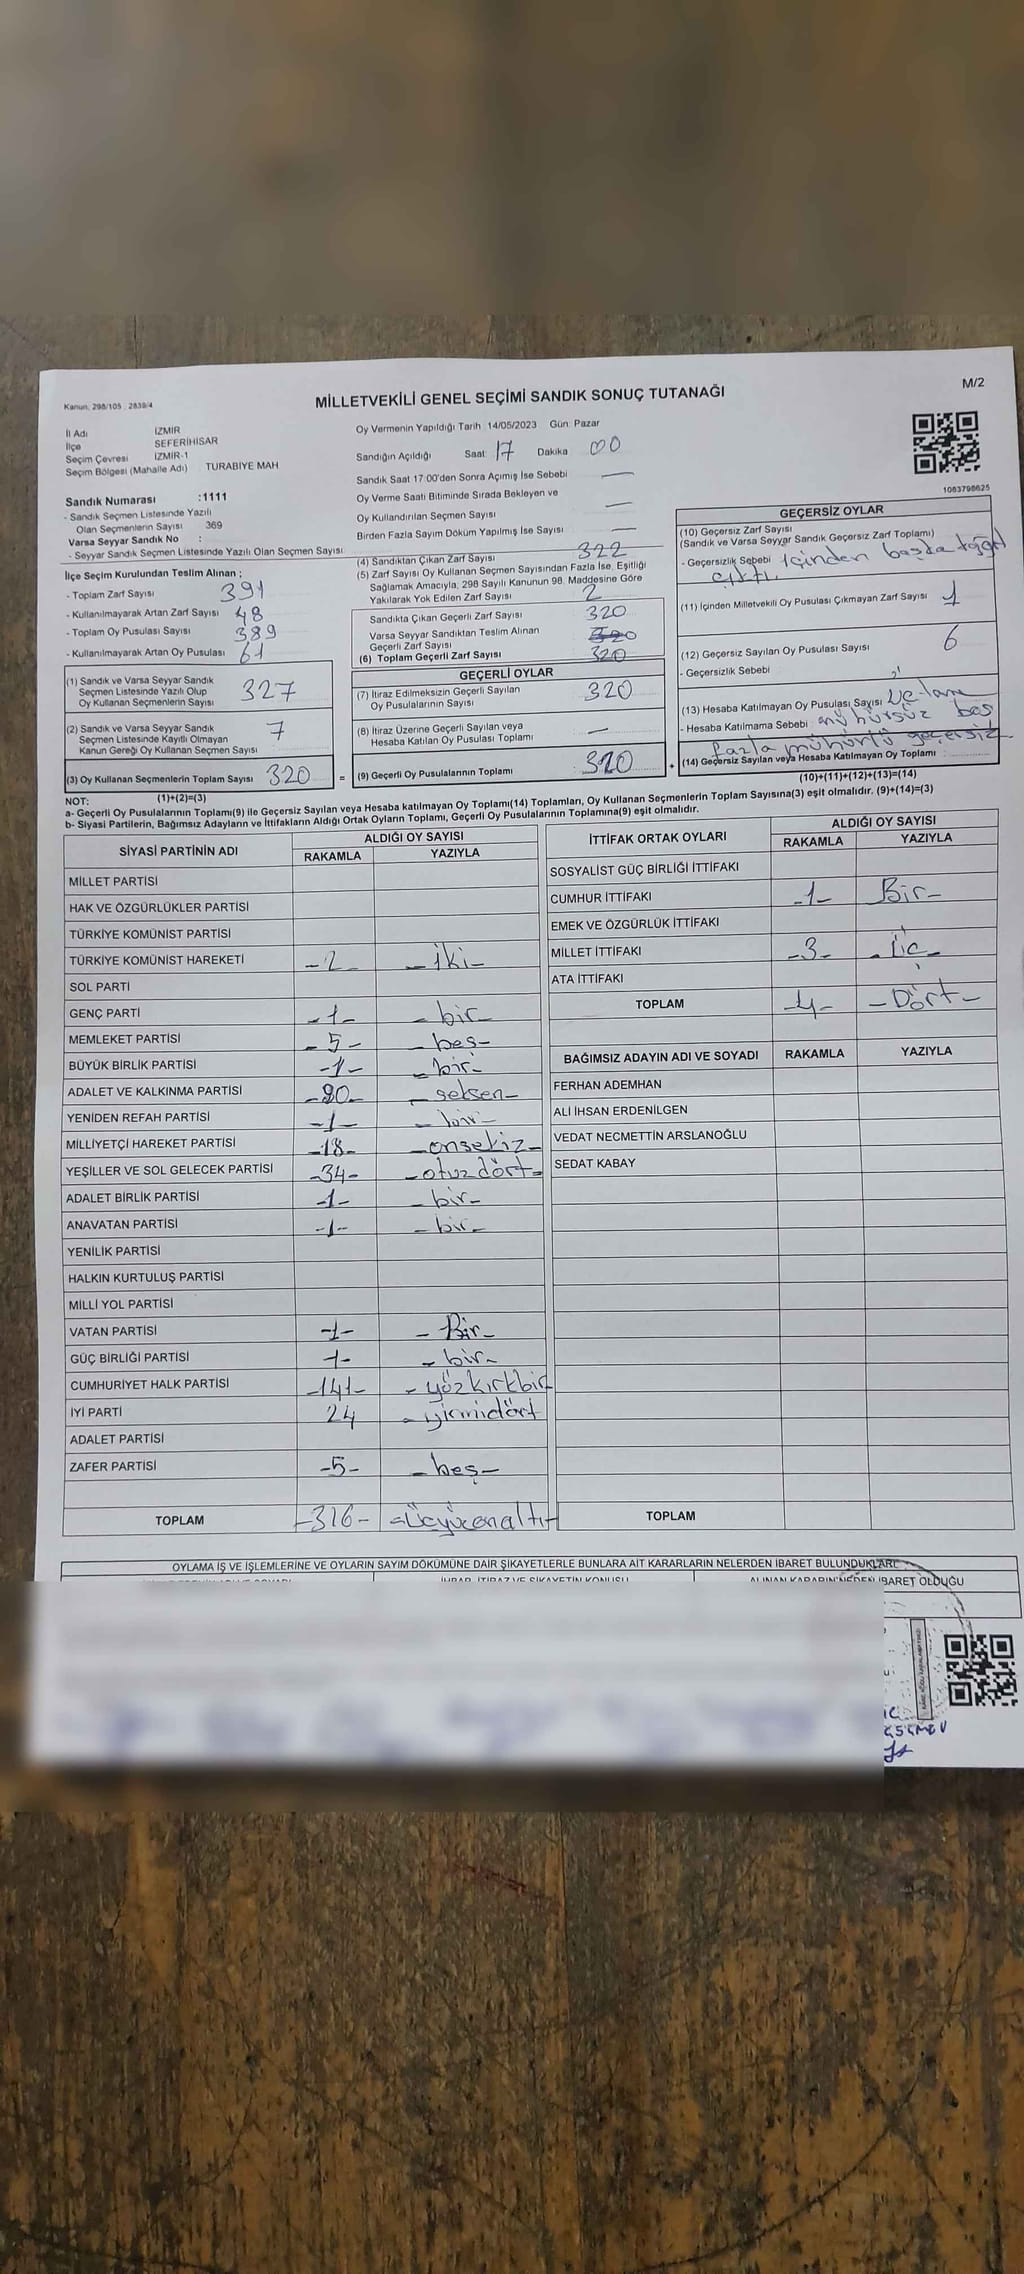 M/2
Kanun: 298/105 , 2839/4
MİLLETVEKİLİ GENEL SEÇİMİ SANDIK SONUÇ TUTANAĞI
İl Adı İZMİR
İlçe SEFERİHİSAR
Seçim Çevresi İZMİR-1
Seçim Bölgesi (Mahalle Adı) TURABİYE MAH
Sandık Numarası :1111
- Sandık Seçmen Listesinde Yazılı
Olan Seçmenlerin Sayısı 369
Varsa Seyyar Sandık No :
- Seyyar Sandık Seçmen Listesinde Yazılı Olan Seçmen Sayısı
Oy Vermenin Yapıldığı Tarih 14/05/2023 Gün: Pazar
Sandığın Açıldığı Saat: 17 Dakika 00
Sandık Saat 17:00'den Sonra Açımış İse Sebebi —
Oy Verme Saati Bitiminde Sırada Bekleyen ve
Oy Kullandırılan Seçmen Sayısı —
Birden Fazla Sayım Döküm Yapılmış İse Sayısı —
1063798625
İlçe Seçim Kurulundan Teslim Alınan ;
- Toplam Zarf Sayısı 391
- Kullanılmayarak Artan Zarf Sayısı 48
- Toplam Oy Pusulası Sayısı 389
- Kullanılmayarak Artan Oy Pusulası 61
(1) Sandık ve Varsa Seyyar Sandık
Seçmen Listesinde Yazılı Olup
Oy Kullanan Seçmenlerin Sayısı 327
(2) Sandık ve Varsa Seyyar Sandık
Seçmen Listesinde Kayıtlı Olmayan
Kanun Gereği Oy Kullanan Seçmen Sayısı 7
(3) Oy Kullanan Seçmenlerin Toplam Sayısı 320
(1)+(2)=(3)
(4) Sandıktan Çıkan Zarf Sayısı 322
(5) Zarf Sayısı Oy Kullanan Seçmen Sayısından Fazla İse, Eşitliği
Sağlamak Amacıyla, 298 Sayılı Kanunun 98. Maddesine Göre
Yakılarak Yok Edilen Zarf Sayısı 2
Sandıkta Çıkan Geçerli Zarf Sayısı 320
Varsa Seyyar Sandıktan Teslim Alınan
Geçerli Zarf Sayısı 320
(6) Toplam Geçerli Zarf Sayısı 320
GEÇERLİ OYLAR
(7) İtiraz Edilmeksizin Geçerli Sayılan
Oy Pusulalarının Sayısı 320
(8) İtiraz Üzerine Geçerli Sayılan veya
Hesaba Katılan Oy Pusulası Toplamı —
= (9) Geçerli Oy Pusulalarının Toplamı 320 +
GEÇERSİZ OYLAR
(10) Geçersiz Zarf Sayısı
(Sandık ve Varsa Seyyar Sandık Geçersiz Zarf Toplamı)
- Geçersizlik Sebebi içinden başka
çıktı.
(11) İçinden Milletvekili Oy Pusulası Çıkmayan Zarf Sayısı 1
(12) Geçersiz Sayılan Oy Pusulası Sayısı 6
- Geçersizlik Sebebi
(13) Hesaba Katılmayan Oy Pusulası Sayısı
- Hesaba Katılmama Sebebi mühürsüz beş
fazla mühürlü geçersiz
(14) Geçersiz Sayılan veya Hesaba Katılmayan Oy Toplamı :
(10)+(11)+(12)+(13)=(14)
NOT:
a- Geçerli Oy Pusulalarının Toplamı(9) ile Geçersiz Sayılan veya Hesaba katılmayan Oy Toplamı(14) Toplamları, Oy Kullanan Seçmenlerin Toplam Sayısına(3) eşit olmalıdır. (9)+(14)=(3)
b- Siyasi Partilerin, Bağımsız Adayların ve İttifakların Aldığı Ortak Oyların Toplamı, Geçerli Oy Pusulalarının Toplamına(9) eşit olmalıdır.
SİYASİ PARTİNİN ADI ALDIĞI OY SAYISI
RAKAMLA YAZIYLA
MİLLET PARTİSİ
HAK VE ÖZGÜRLÜKLER PARTİSİ
TÜRKİYE KOMÜNİST PARTİSİ
TÜRKİYE KOMÜNİST HAREKETİ -2- -iki-
SOL PARTİ
GENÇ PARTİ -1- -bir-
MEMLEKET PARTİSİ -5- -beş-
BÜYÜK BİRLİK PARTİSİ -1- -bir-
ADALET VE KALKINMA PARTİSİ -80- -seksen-
YENİDEN REFAH PARTİSİ -1- -bir-
MİLLİYETÇİ HAREKET PARTİSİ -18- -onsekiz-
YEŞİLLER VE SOL GELECEK PARTİSİ -34- -otuzdört-
ADALET BİRLİK PARTİSİ -1- -bir-
ANAVATAN PARTİSİ -1- -bir-
YENİLİK PARTİSİ
HALKIN KURTULUŞ PARTİSİ
MİLLİ YOL PARTİSİ
VATAN PARTİSİ -1- -Bir-
GÜÇ BİRLİĞİ PARTİSİ -1- -bir-
CUMHURİYET HALK PARTİSİ -141- -yüzkırkbir
İYİ PARTİ 24 -yirmidört
ADALET PARTİSİ
ZAFER PARTİSİ -5- -beş-
TOPLAM -316- -üçyüzonaltı-
İTTİFAK ORTAK OYLARI ALDIĞI OY SAYISI
RAKAMLA YAZIYLA
SOSYALİST GÜÇ BİRLİĞİ İTTİFAKI
CUMHUR İTTİFAKI -1- Bir-
EMEK VE ÖZGÜRLÜK İTTİFAKI
MİLLET İTTİFAKI -3- -Üç-
ATA İTTİFAKI
TOPLAM -4- -Dört-
BAĞIMSIZ ADAYIN ADI VE SOYADI RAKAMLA YAZIYLA
FERHAN ADEMHAN
ALİ İHSAN ERDENİLGEN
VEDAT NECMETTİN ARSLANOĞLU
SEDAT KABAY
TOPLAM
OYLAMA İŞ VE İŞLEMLERİNE VE OYLARIN SAYIM DÖKÜMÜNE DAİR ŞİKAYETLERLE BUNLARA AİT KARARLARIN NELERDEN İBARET BULUNDUKLARI
İHBAR, İTİRAZ VE ŞİKAYETİN KONUSU ALINAN KARARIN NEDEN İBARET OLDUĞU